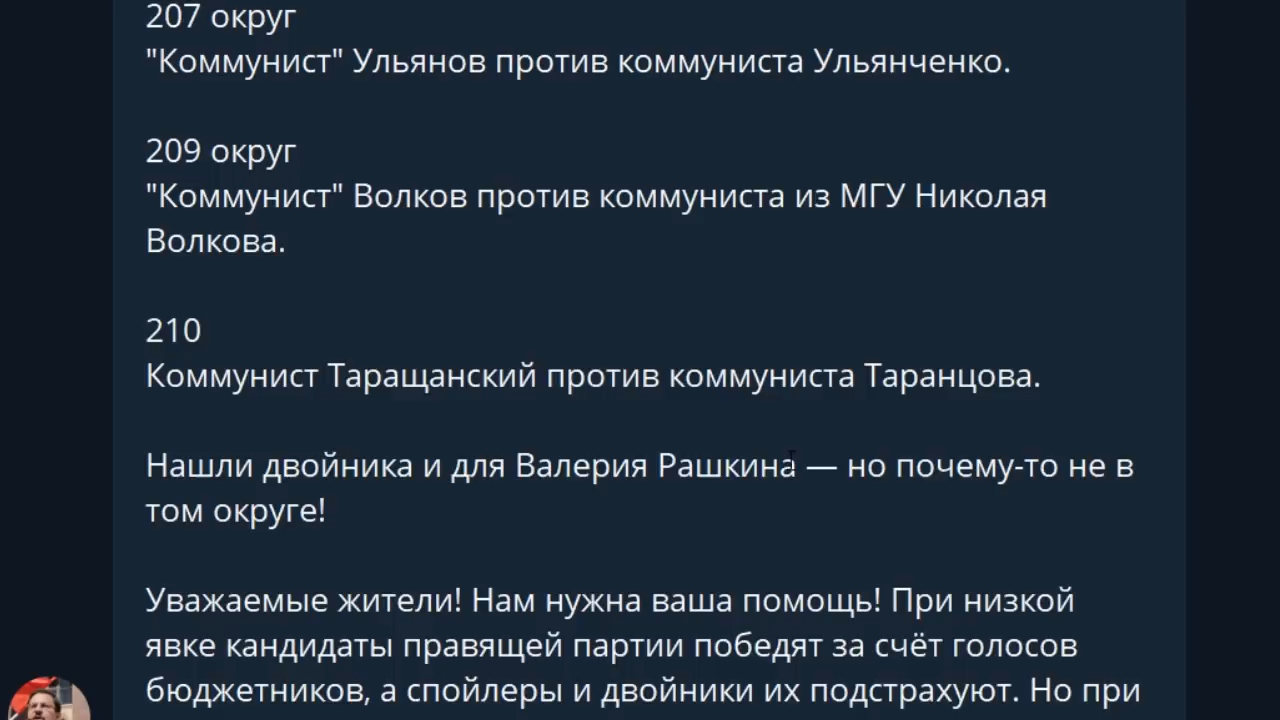 207 округ
"Коммунист" Ульянов против коммуниста Ульянченко.
209 округ
"Коммунист" Волков против коммуниста из МГУ Николая
Волкова.
210
Коммунист Таращанский против коммуниста Таранцова.
Нашли двойника и для Валерия Рашкина — но почему-то не в
том округе!
Уважаемые жители! Нам нужна ваша помощь! При низкой
явке кандидаты правящей партии победят за счёт голосов
бюджетников, а спойлеры и двойники их подстрахуют. Но при